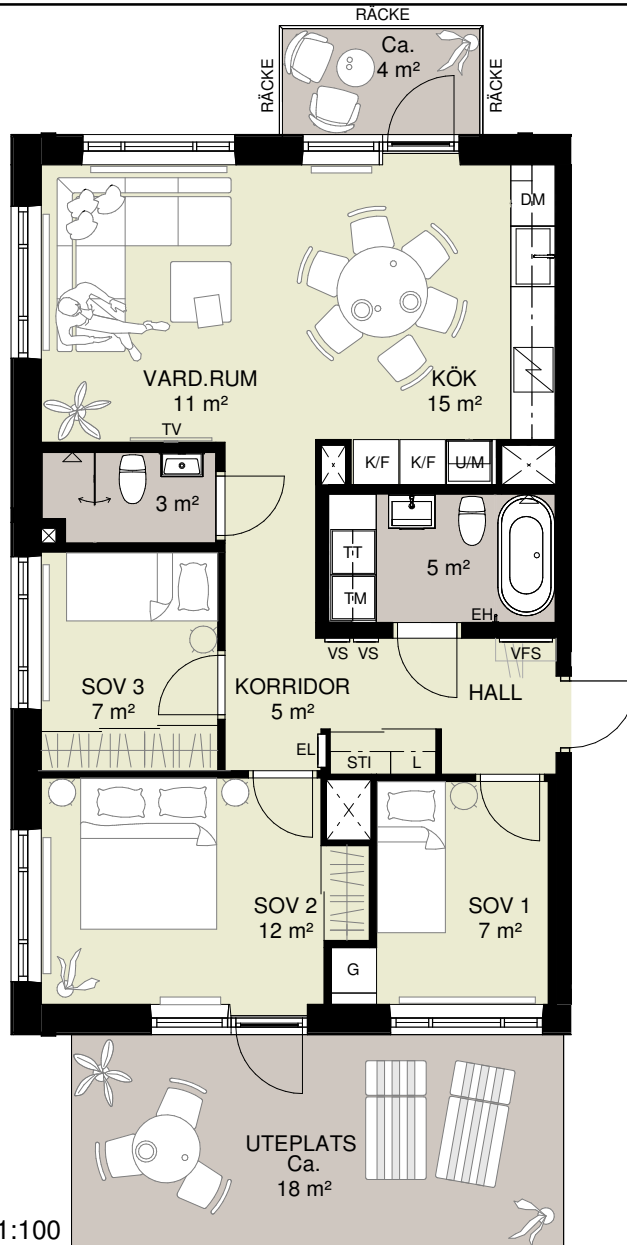 RÄCKE
RÄCKE
RÄCKE
Ca.
4 m²
DM
VARD.RUM
11 m²
KÖK
15 m²
TV
K/F
K/F
U/M
3 m²
TT
TM
5 m²
EH
VS
VS
VFS
SOV 3
7 m²
KORRIDOR
5 m²
HALL
EL
STI
L
SOV 2
12 m²
SOV 1
7 m²
G
UTEPLATS
Ca.
18 m²
1:100